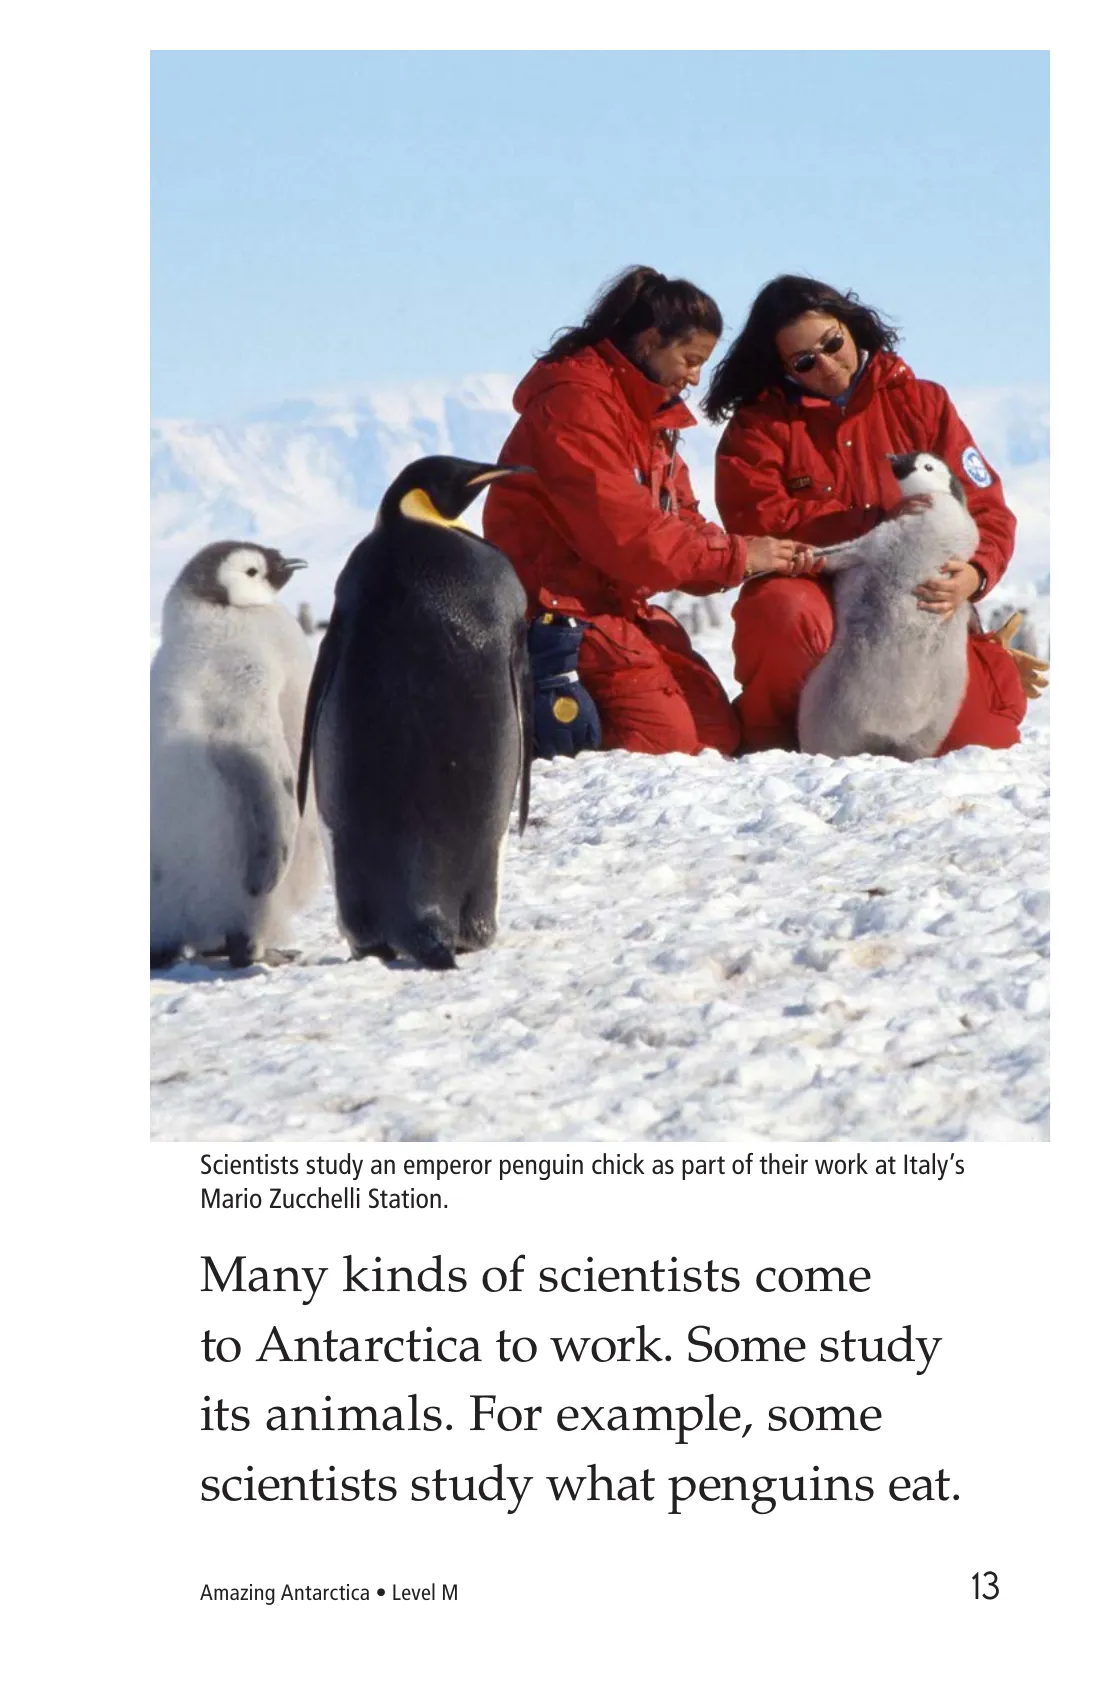 Scientists study an emperor penguin chick as part of their work at Italy’s
Mario Zucchelli Station.
Many kinds of scientists come
to Antarctica to work. Some study
its animals. For example, some
scientists study what penguins eat.
Amazing Antarctica • Level M
13